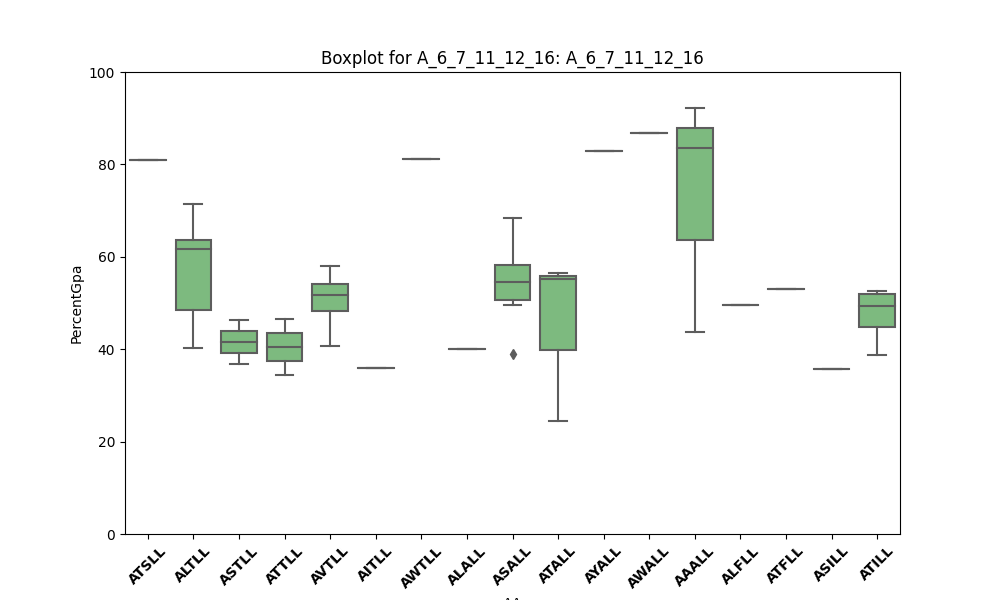 Boxplot for A_6_7_11_12_16: A_6_7_11_12_16
PercentGpa
100
80
60
40
20
0
ATSLL
ALTLL
ASTLL
ATTLL
AVTLL
AITLL
AWTLL
ALALL
ASALL
ATALL
AYALL
AWALL
AAALL
ALFLL
ATFLL
ASILL
ATILL